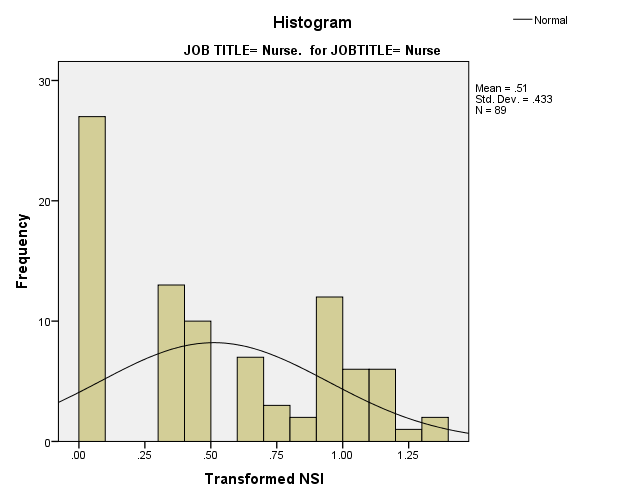 Histogram
Normal
JOB TITLE= Nurse. for JOBTITLE= Nurse
Mean = .51
Std. Dev. = .433
N = 89
Frequency
30
20
10
0
.00 .25 .50 .75 1.00 1.25
Transformed NSI